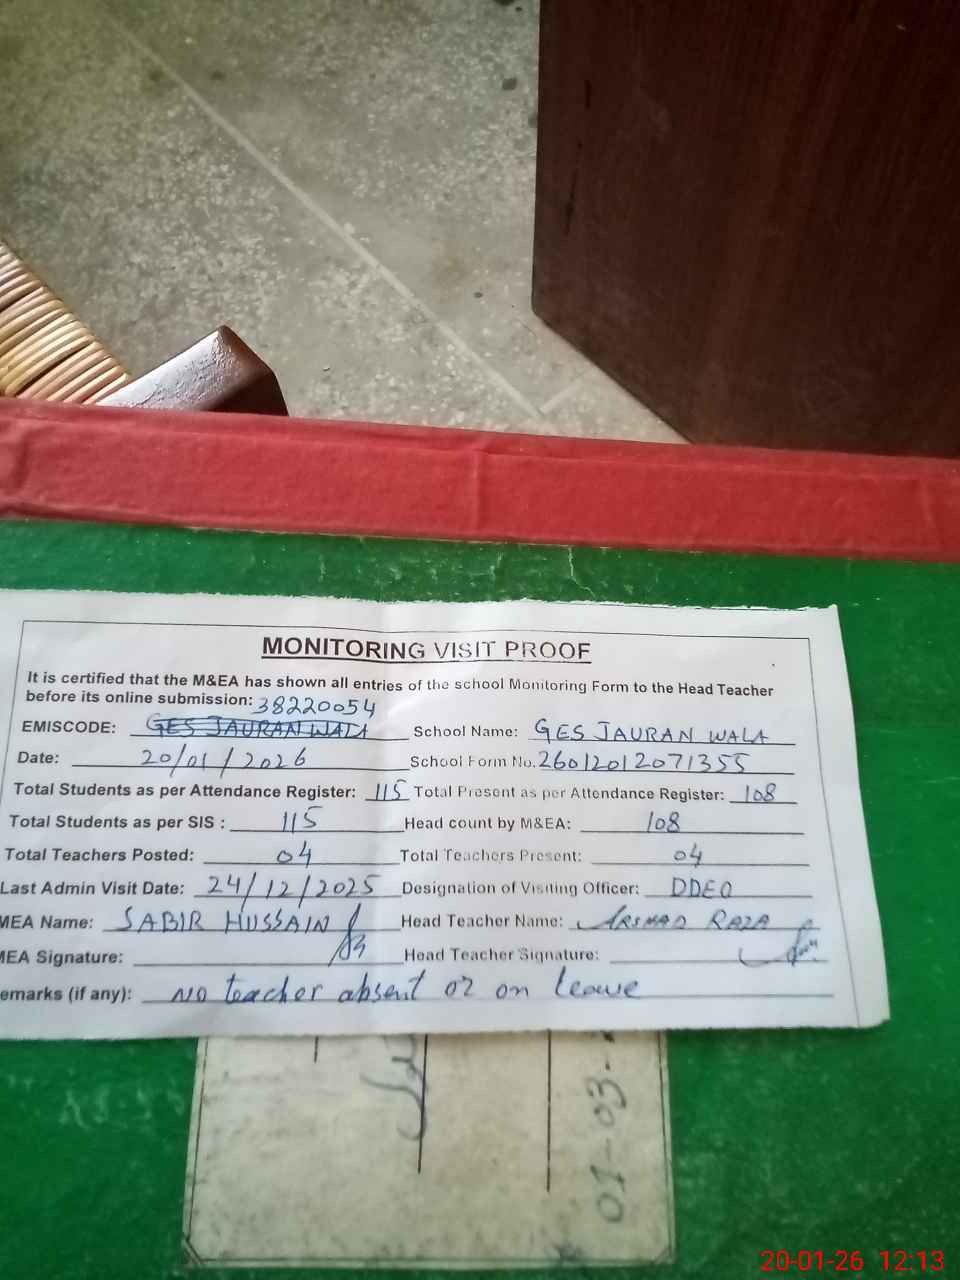 MONITORING VISIT PROOF
It is certified that the M&EA has shown all entries of the school Monitoring Form to the Head Teacher
before its online submission: 38220054
EMISCODE: GES JAURAN WALA School Name: GES JAURAN WALA
Date: 20/01/2026 School Form No. 26012012071355
Total Students as per Attendance Register: 115 Total Present as per Attendance Register: 108
Total Students as per SIS : 115 Head count by M&EA: 108
Total Teachers Posted: 04 Total Teachers Present: 04
Last Admin Visit Date: 24/12/2025 Designation of Visiting Officer: DDEO
MEA Name: SABIR HUSSAIN Head Teacher Name: ARSHAD RAZA
MEA Signature: Head Teacher Signature:
emarks (if any): NO teacher absent or on leave
01-03-
20-01-26 12:13